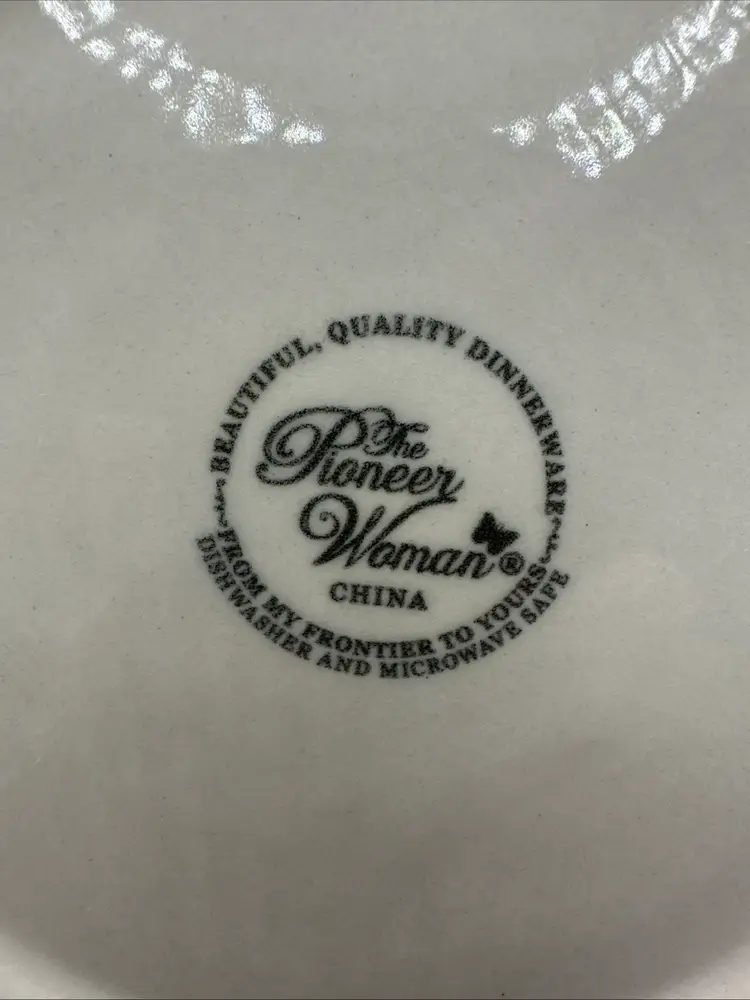 BEAUTIFUL, QUALITY DINNERWARE
The
Pioneer
Woman®
CHINA
FROM MY FRONTIER TO YOURS
DISHWASHER AND MICROWAVE SAFE